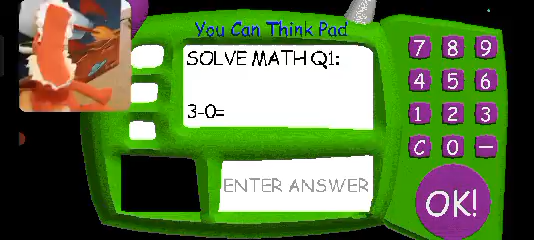 You Can Think Pad
SOLVE MATH Q1:
3-0=
ENTER ANSWER
7 8 9
4 5 6
1 2 3
C 0 -
OK!